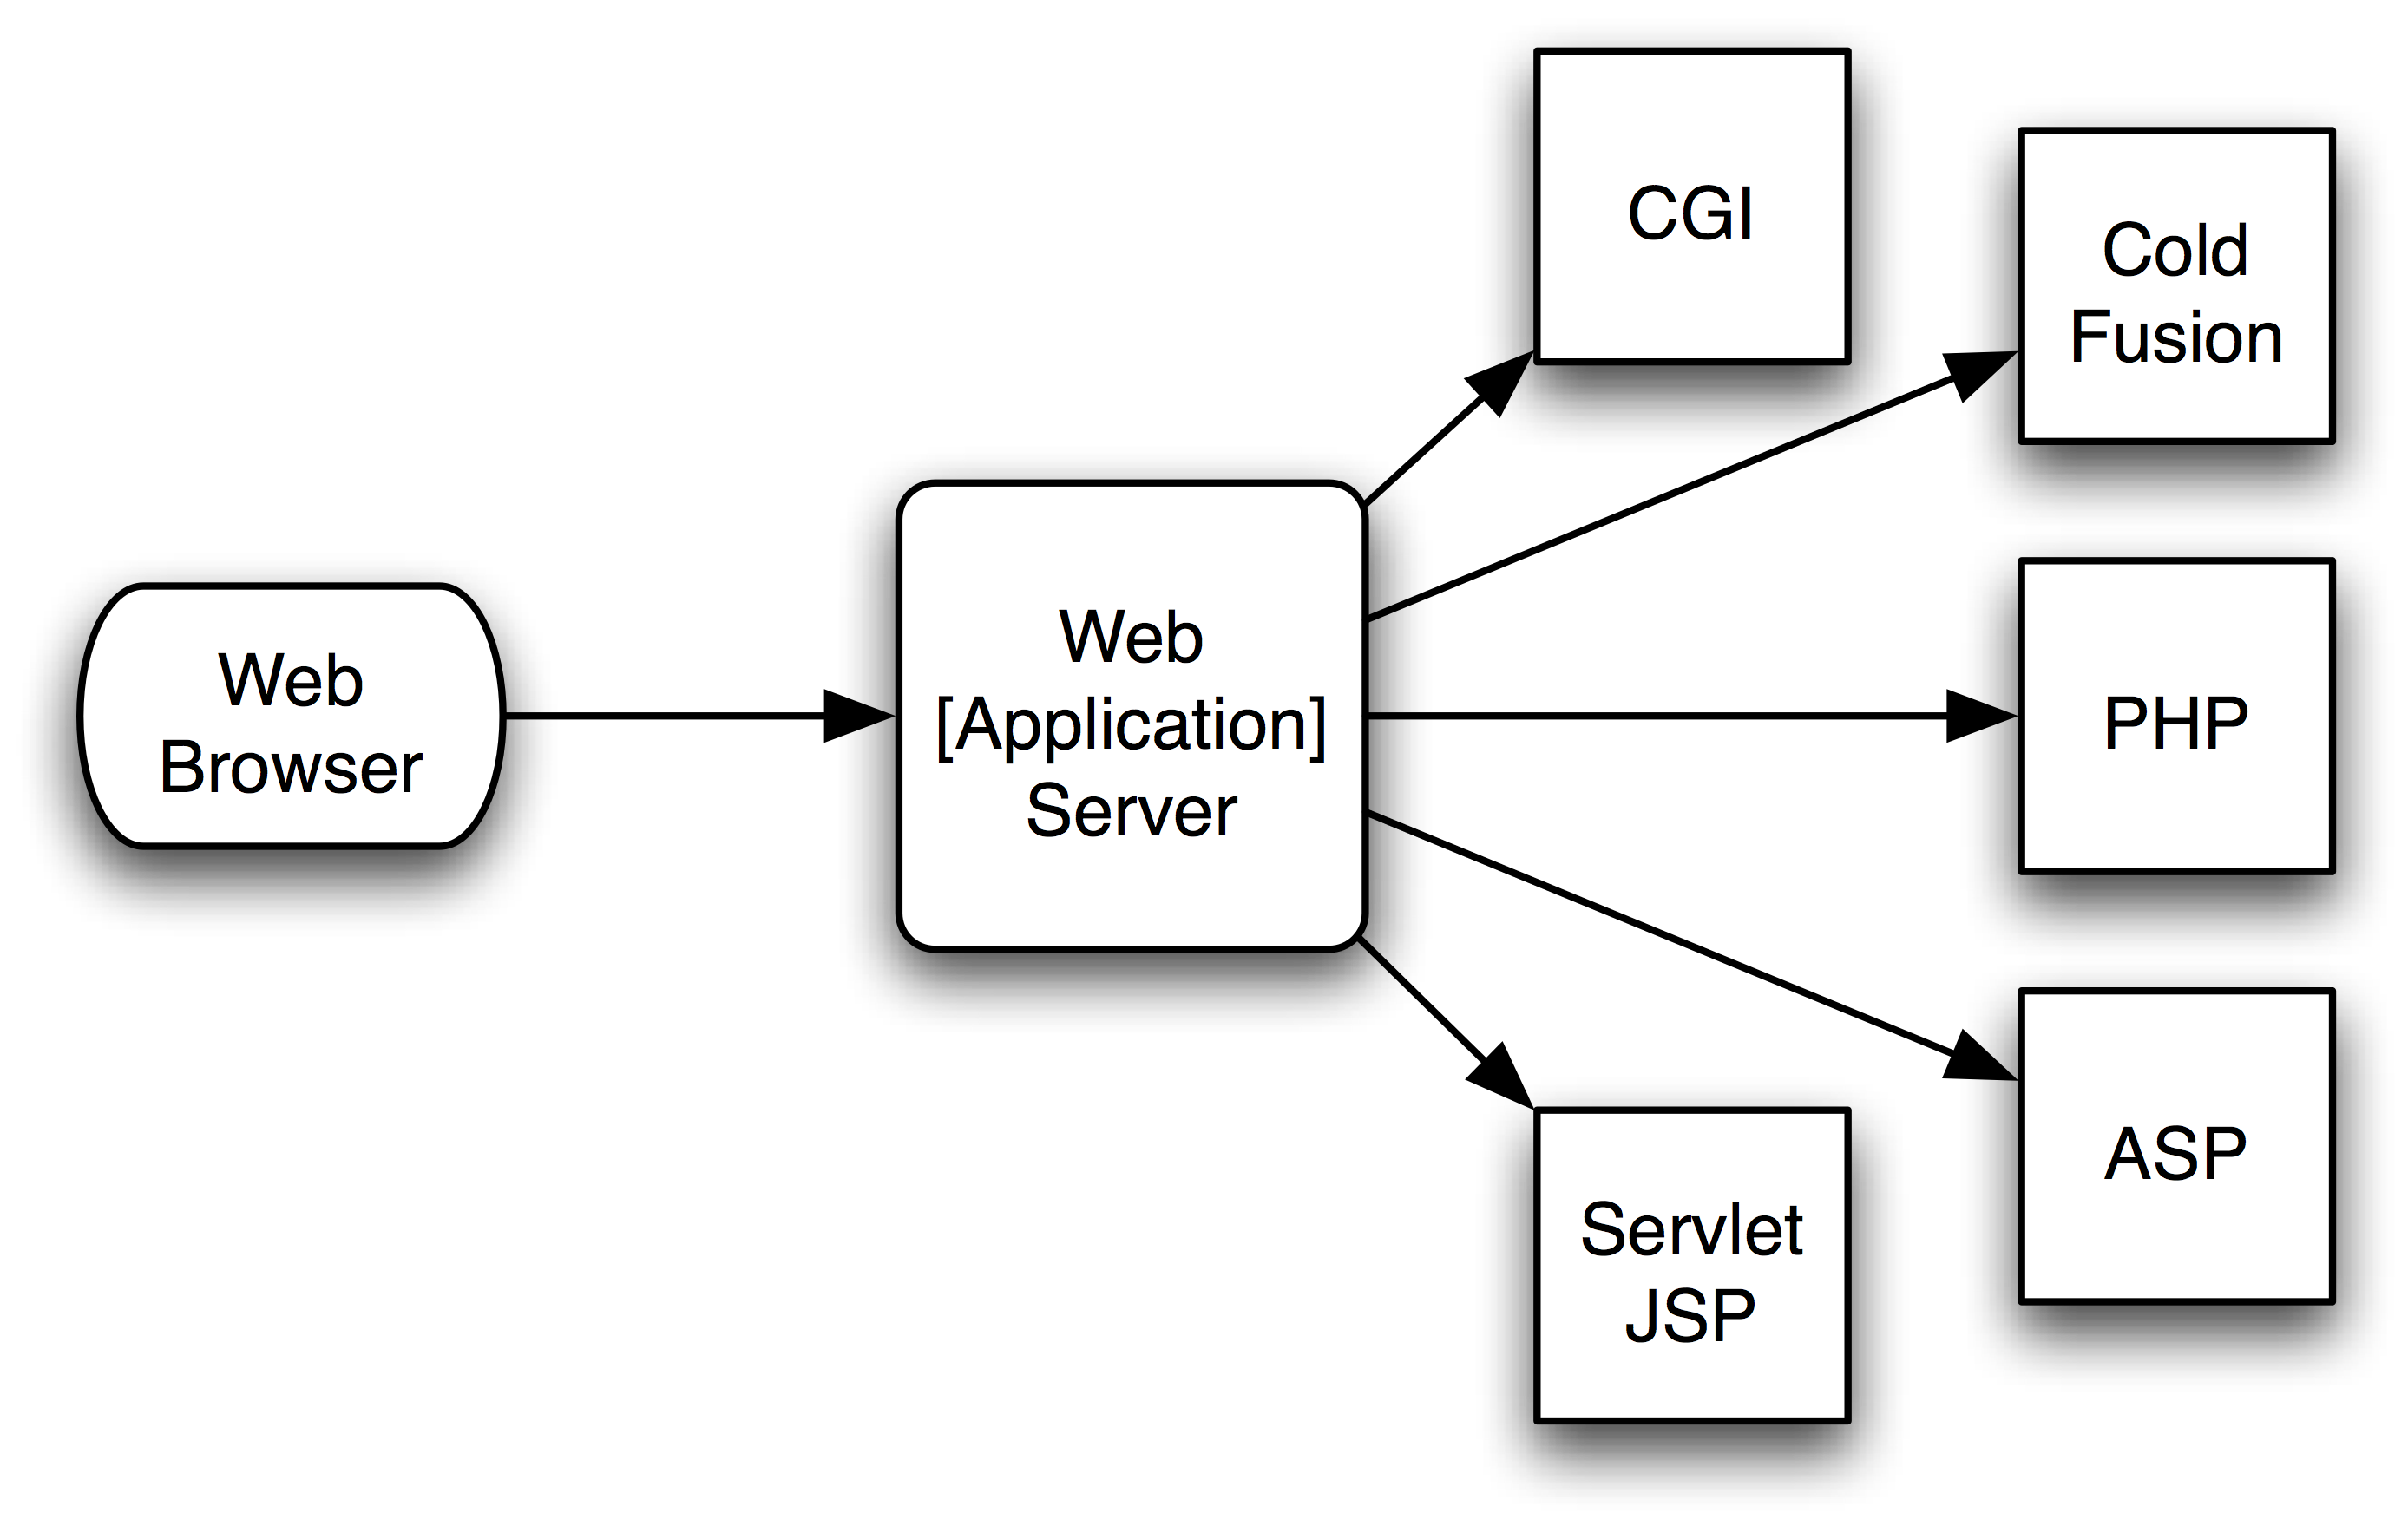 Web
Browser
Web
[Application]
Server
CGI
Cold
Fusion
PHP
ASP
Servlet
JSP